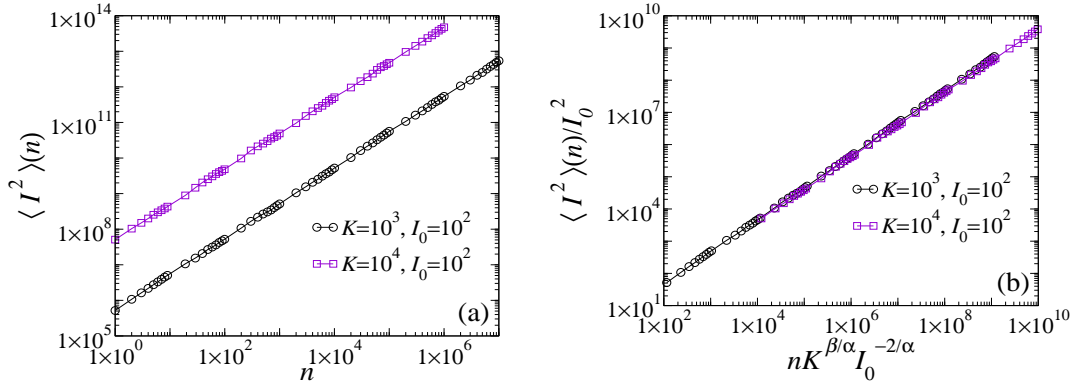 1×10^14
1×10^11
1×10^8
1×10^5
⟨ I^2 ⟩(n)
1×10^0 1×10^2 1×10^4 1×10^6
n
K=10^3, I_0=10^2
K=10^4, I_0=10^2
(a)
1×10^10
1×10^7
1×10^4
1×10^1
⟨ I^2 ⟩(n)/I_0^2
1×10^2 1×10^4 1×10^6 1×10^8 1×10^10
nK^{β/α}I_0^{-2/α}
K=10^3, I_0=10^2
K=10^4, I_0=10^2
(b)